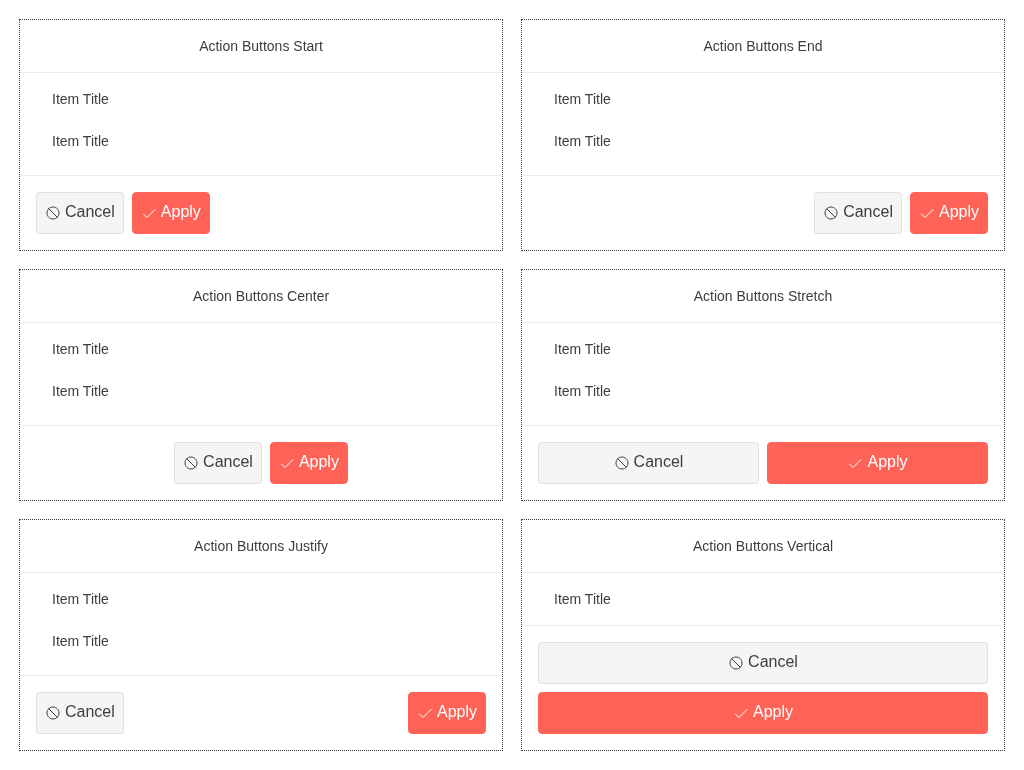 Action Buttons Start
Item Title
Item Title
Cancel Apply
Action Buttons End
Item Title
Item Title
Cancel Apply
Action Buttons Center
Item Title
Item Title
Cancel Apply
Action Buttons Stretch
Item Title
Item Title
Cancel Apply
Action Buttons Justify
Item Title
Item Title
Cancel Apply
Action Buttons Vertical
Item Title
Cancel
Apply